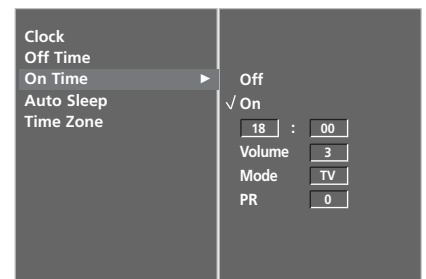 Clock
Off Time
On Time ►
Auto Sleep
Time Zone
Off
√ On
18 : 00
Volume 3
Mode TV
PR 0